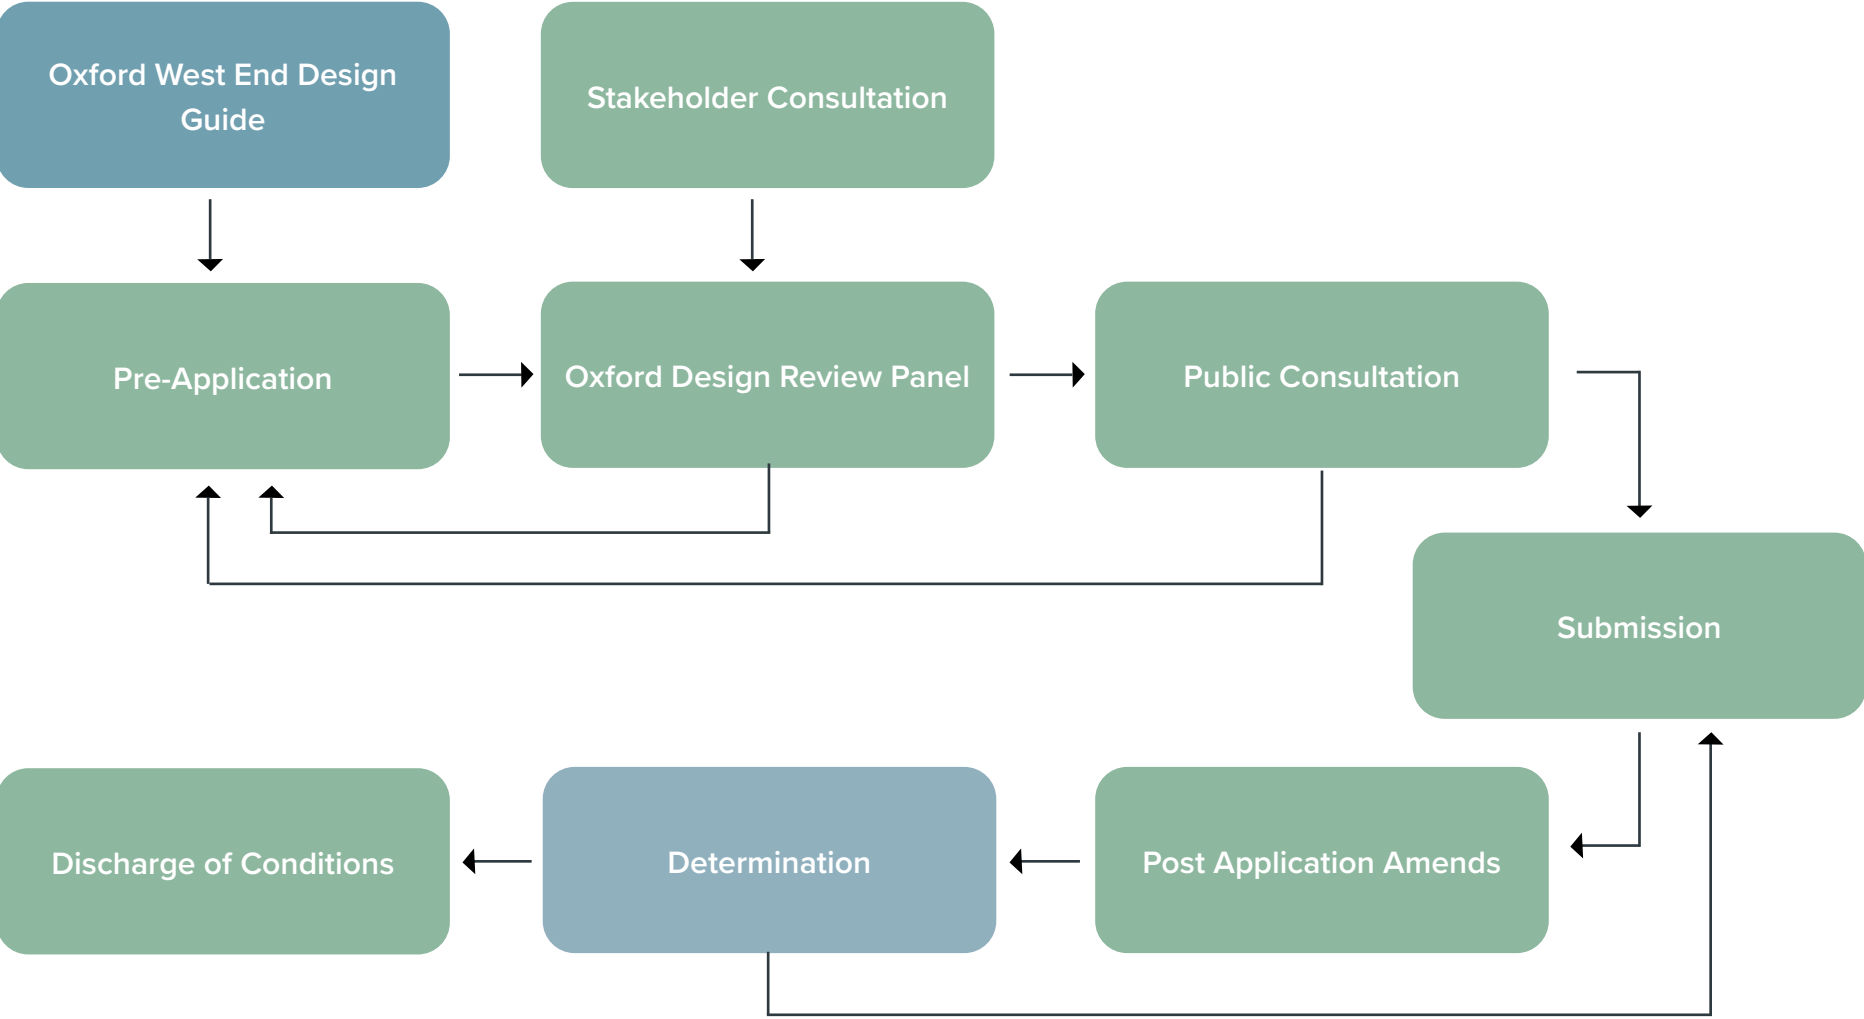 Oxford West End Design
Guide
Stakeholder Consultation
Pre-Application
Oxford Design Review Panel
Public Consultation
Submission
Discharge of Conditions
Determination
Post Application Amends